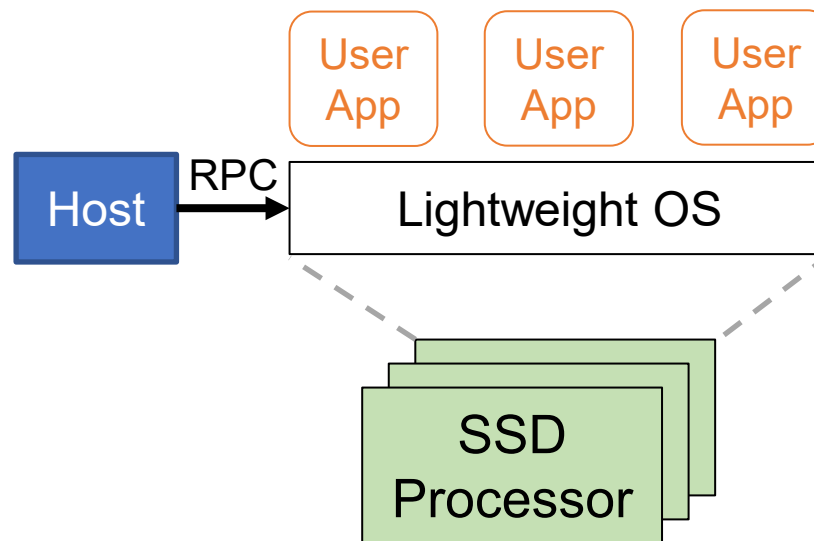 User
App
User
App
User
App
Host
RPC
Lightweight OS
SSD
Processor